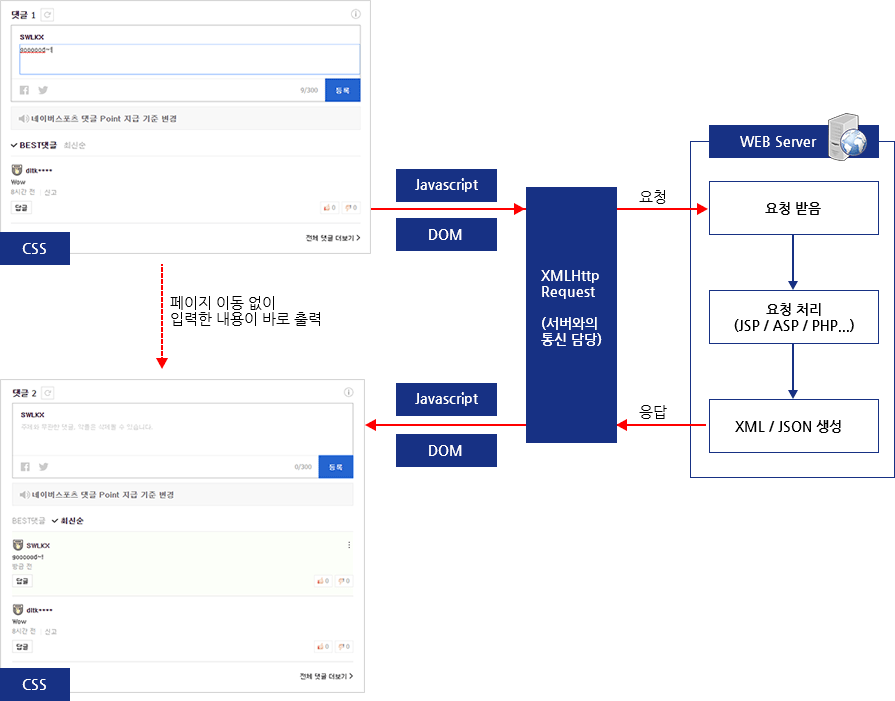 댓글 1
SWLKX
goooood~!
9/300
등록
네이버스포츠 댓글 Point 지급 기준 변경
BEST댓글 최신순
ditk****
Wow
8시간 전 신고
답글
0 0
전체 댓글 더보기
CSS
페이지 이동 없이
입력한 내용이 바로 출력
Javascript
DOM
XMLHttp
Request
(서버와의
통신 담당)
요청
WEB Server
요청 받음
요청 처리
(JSP / ASP / PHP...)
XML / JSON 생성
응답
Javascript
DOM
댓글 2
SWLKX
주제와 무관한 댓글, 악플은 삭제될 수 있습니다.
0/300
등록
네이버스포츠 댓글 Point 지급 기준 변경
BEST댓글 최신순
SWLKX
goooood~!
방금 전
답글
0 0
ditk****
Wow
8시간 전 신고
답글
0 0
전체 댓글 더보기
CSS